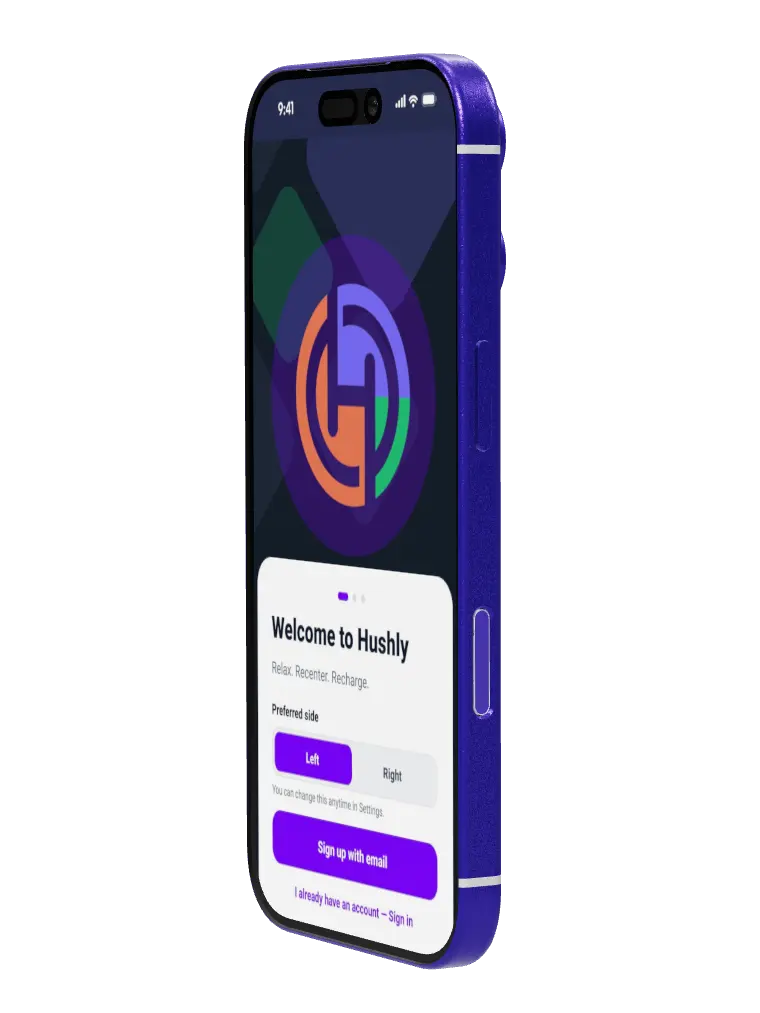 9:41
Welcome to Hushly
Relax. Recenter. Recharge.
Preferred side
Left
Right
You can change this anytime in Settings.
Sign up with email
I already have an account – Sign in